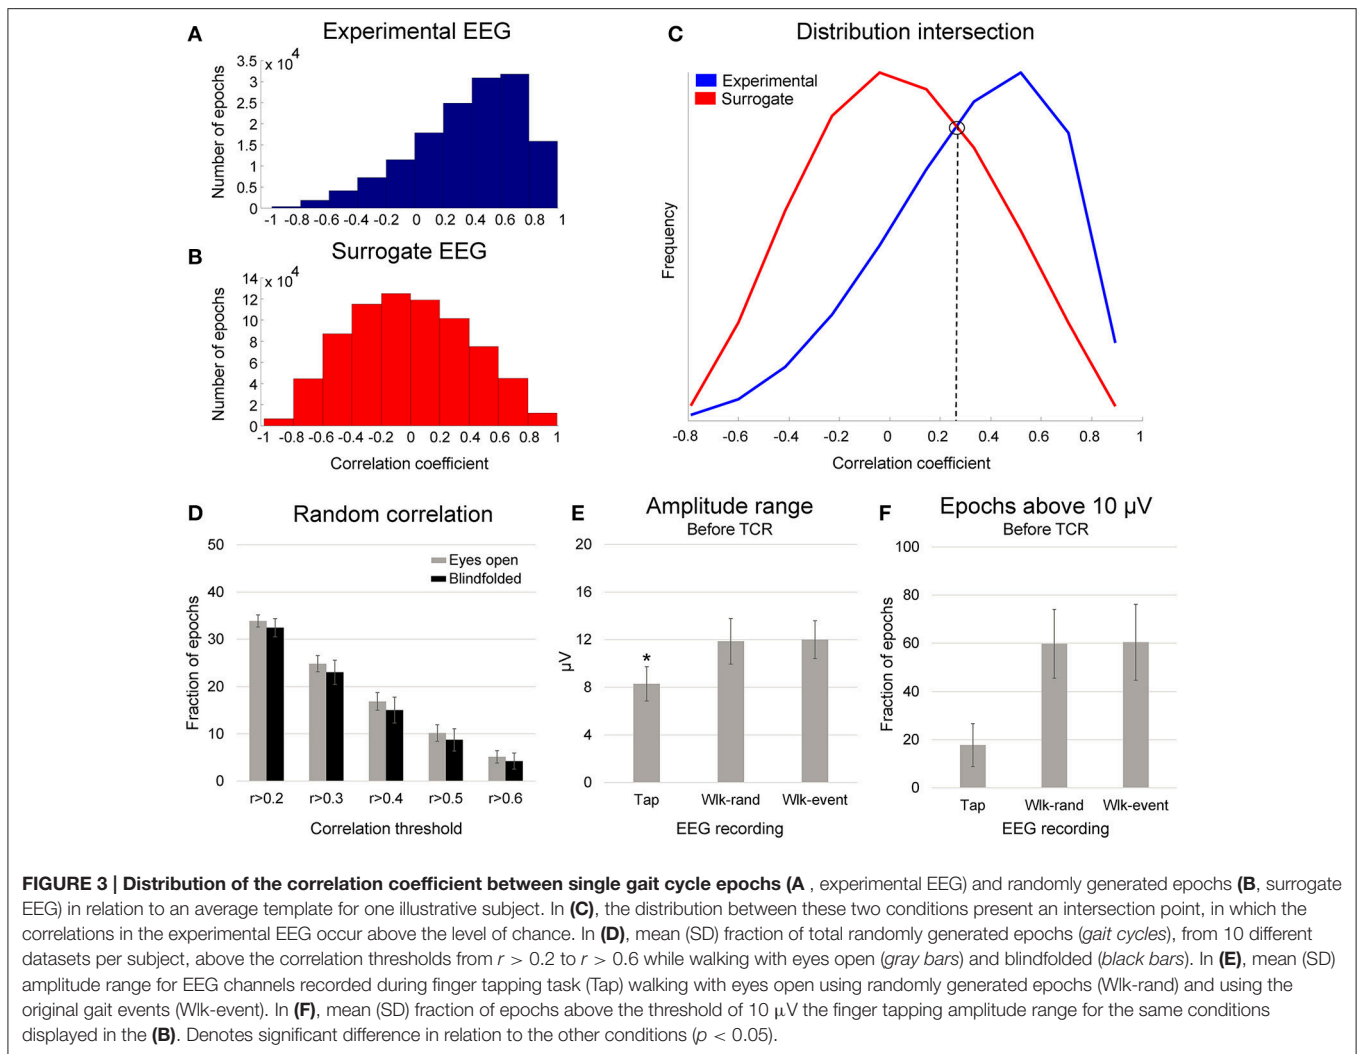 A
Experimental EEG
x 10^4
Number of epochs
3.5
3
2.5
2
1.5
1
0.5
0
-1 -0.8 -0.6 -0.4 -0.2 0 0.2 0.4 0.6 0.8 1
B
Surrogate EEG
x 10^4
Number of epochs
14
12
10
8
6
4
2
0
-1 -0.8 -0.6 -0.4 -0.2 0 0.2 0.4 0.6 0.8 1
Correlation coefficient
C
Distribution intersection
Experimental
Surrogate
Frequency
-0.8 -0.6 -0.4 -0.2 0 0.2 0.4 0.6 0.8 1
Correlation coefficient
D
Random correlation
Eyes open
Blindfolded
Fraction of epochs
50
40
30
20
10
0
r>0.2 r>0.3 r>0.4 r>0.5 r>0.6
Correlation threshold
E
Amplitude range
Before TCR
µV
20
16
12
8
4
0
*
Tap Wlk-rand Wlk-event
EEG recording
F
Epochs above 10 µV
Before TCR
Fraction of epochs
100
80
60
40
20
0
Tap Wlk-rand Wlk-event
EEG recording
FIGURE 3 | Distribution of the correlation coefficient between single gait cycle epochs (A , experimental EEG) and randomly generated epochs (B, surrogate
EEG) in relation to an average template for one illustrative subject. In (C), the distribution between these two conditions present an intersection point, in which the
correlations in the experimental EEG occur above the level of chance. In (D), mean (SD) fraction of total randomly generated epochs (gait cycles), from 10 different
datasets per subject, above the correlation thresholds from r > 0.2 to r > 0.6 while walking with eyes open (gray bars) and blindfolded (black bars). In (E), mean (SD)
amplitude range for EEG channels recorded during finger tapping task (Tap) walking with eyes open using randomly generated epochs (Wlk-rand) and using the
original gait events (Wlk-event). In (F), mean (SD) fraction of epochs above the threshold of 10 µV the finger tapping amplitude range for the same conditions
displayed in the (B). Denotes significant difference in relation to the other conditions (p < 0.05).